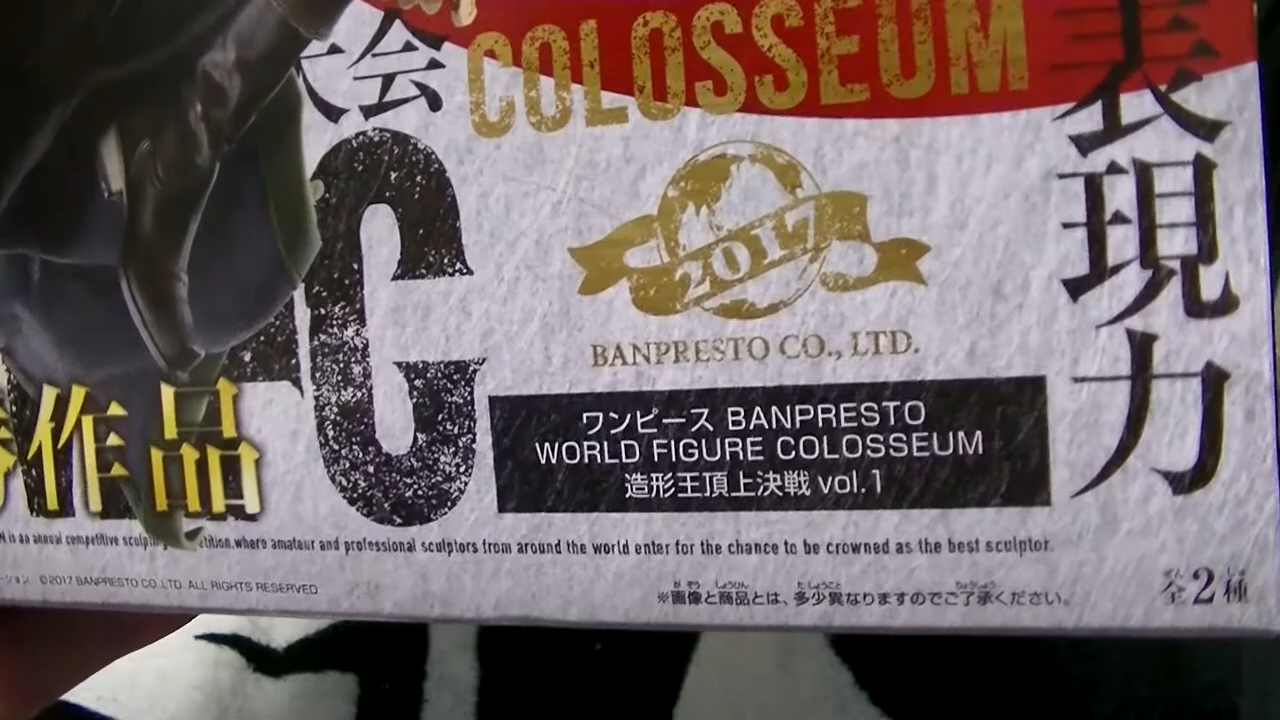 COLOSSEUM
大会
C
表現力
2017
BANPRESTO CO., LTD.
ワンピース BANPRESTO
WORLD FIGURE COLOSSEUM
造形王頂上決戦 vol.1
作品
is an annual competitive where amateur and professional sculptors from around the world enter for the chance to be crowned as the best sculptor.
©2017 BANPRESTO CO.,LTD. ALL RIGHTS RESERVED.
※画像と商品とは、多少異なりますのでご了承ください。
全2種